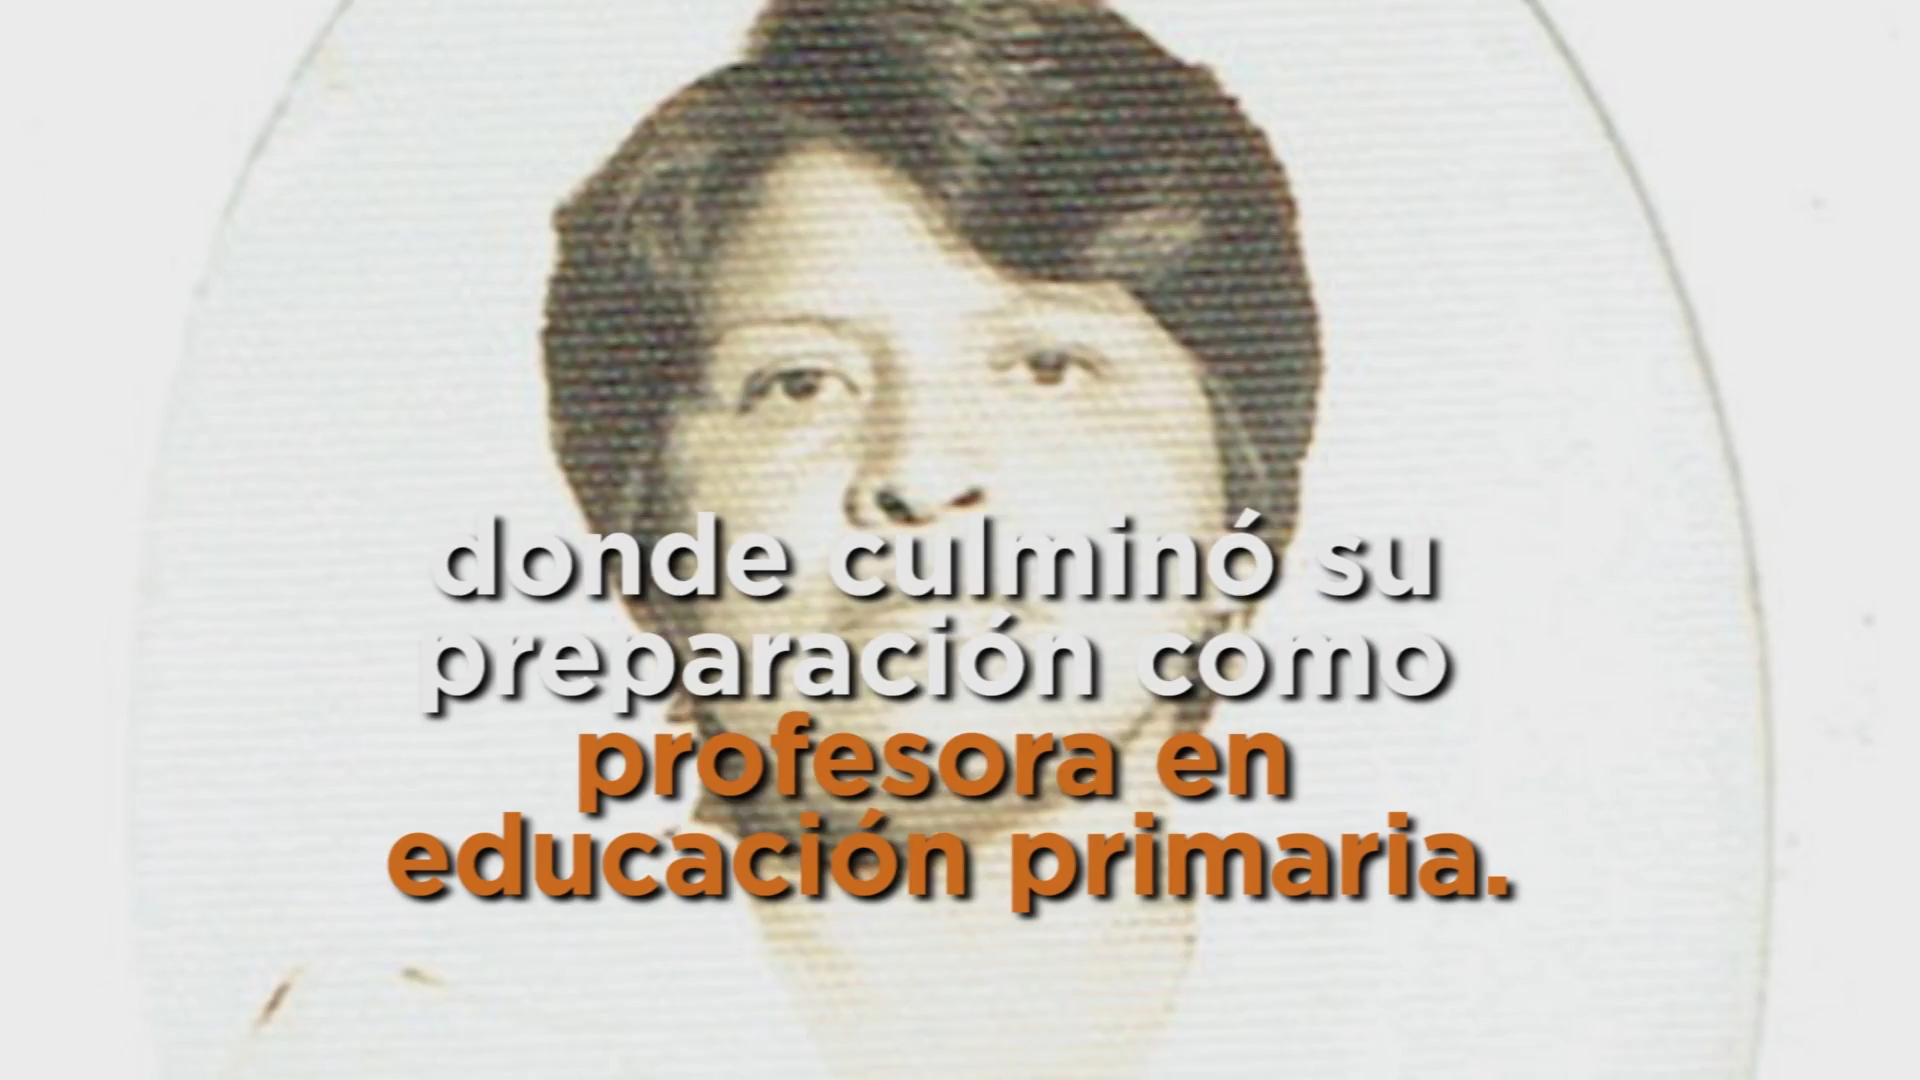 donde culminó su
preparación como
profesora en
educación primaria.